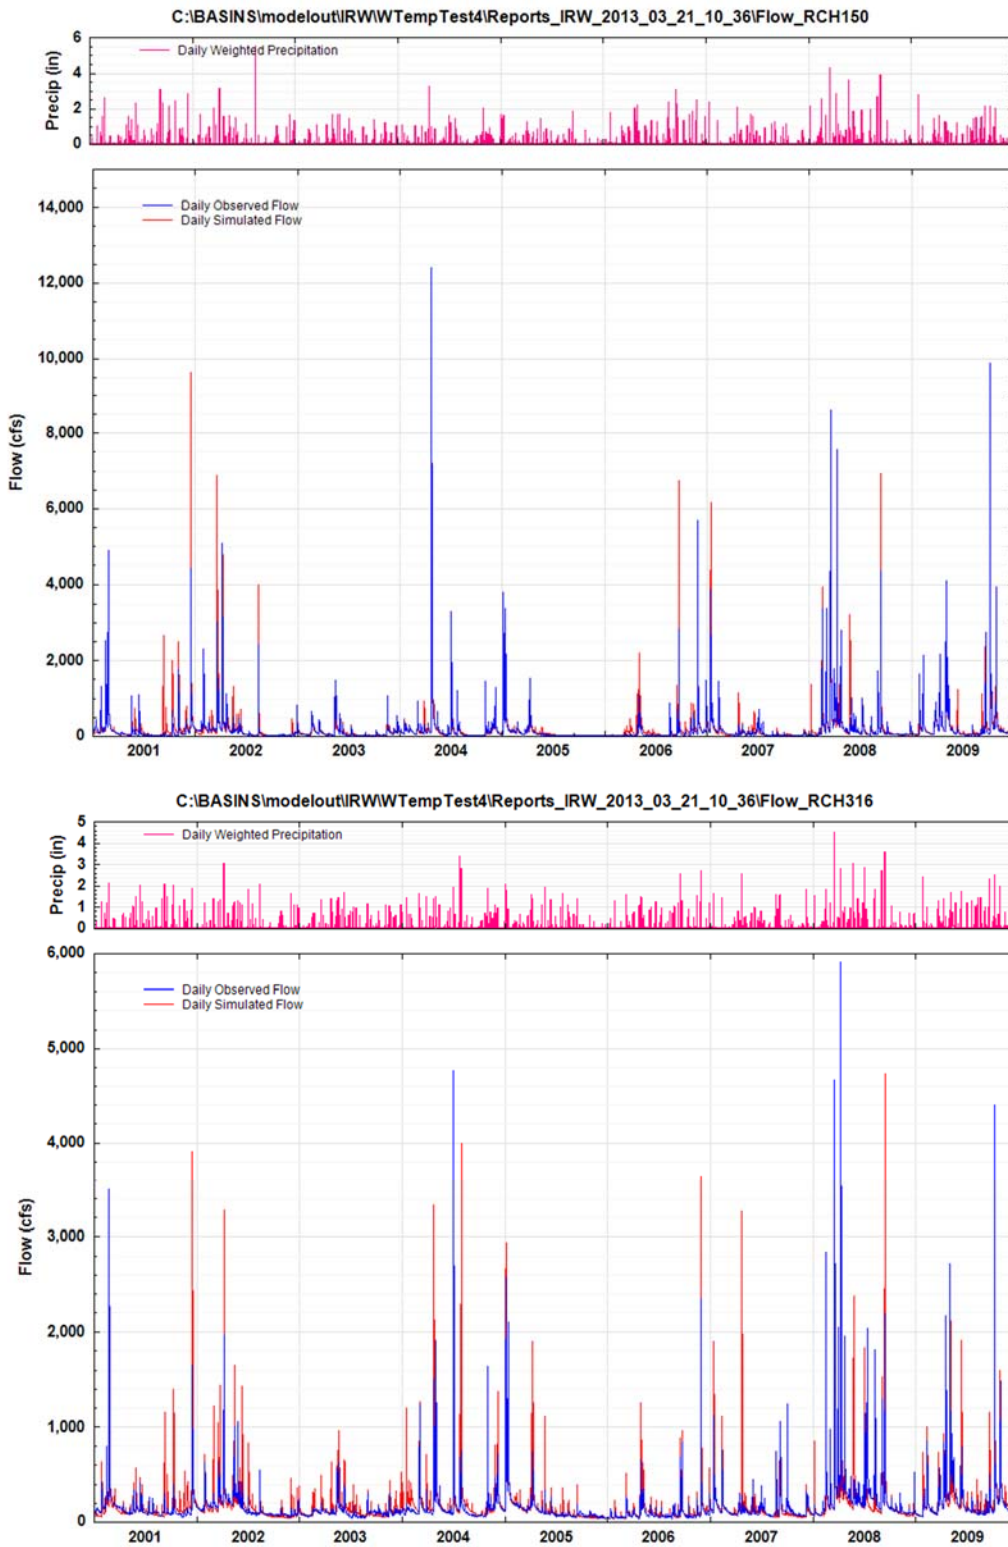 C:\BASINS\modelout\IRW\WTempTest4\Reports_IRW_2013_03_21_10_36\Flow_RCH150
Precip (in)
6
4
2
0
Daily Weighted Precipitation
Flow (cfs)
14,000
12,000
10,000
8,000
6,000
4,000
2,000
0
Daily Observed Flow
Daily Simulated Flow
2001 2002 2003 2004 2005 2006 2007 2008 2009
C:\BASINS\modelout\IRW\WTempTest4\Reports_IRW_2013_03_21_10_36\Flow_RCH316
Precip (in)
5
4
3
2
1
0
Daily Weighted Precipitation
Flow (cfs)
6,000
5,000
4,000
3,000
2,000
1,000
0
Daily Observed Flow
Daily Simulated Flow
2001 2002 2003 2004 2005 2006 2007 2008 2009